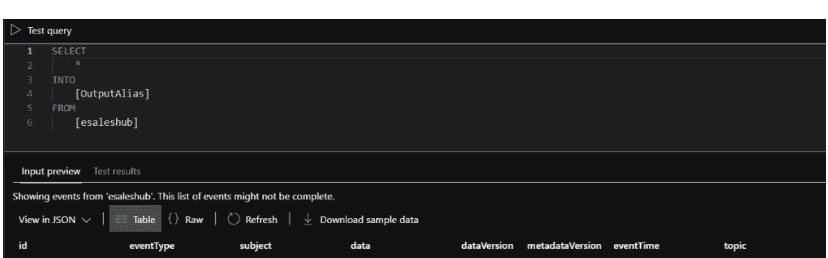 Test query
1 SELECT
2 *
3 INTO
4 [OutputAlias]
5 FROM
6 [esaleshub]
Input preview Test results
Showing events from 'esaleshub'. This list of events might not be complete.
View in JSON Table {} Raw Refresh Download sample data
id eventType subject data dataVersion metadataVersion eventTime topic